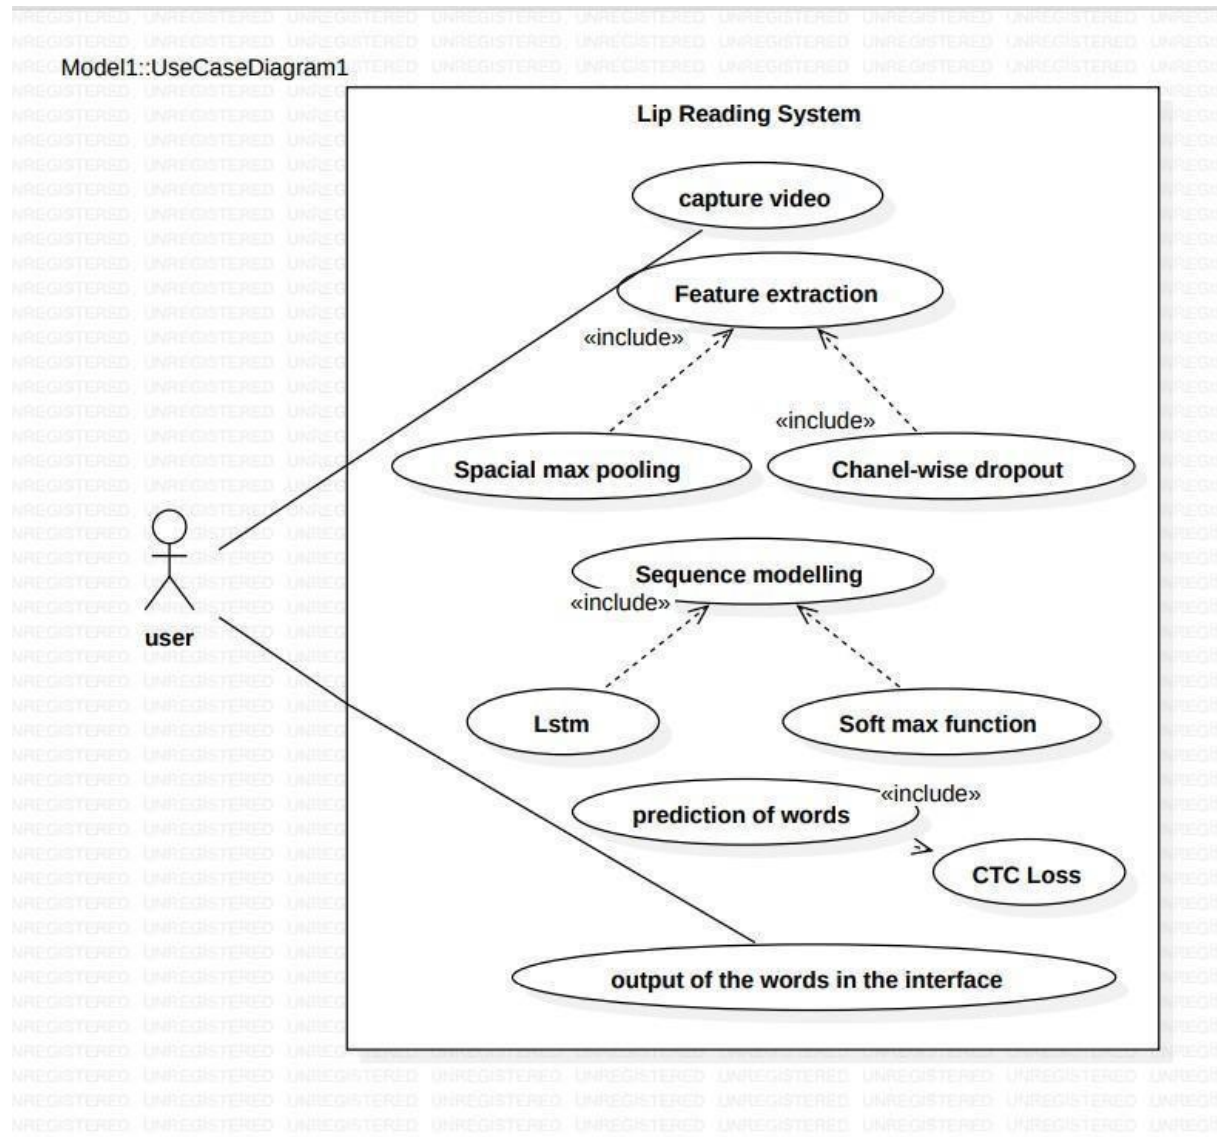 Model1::UseCaseDiagram1
Lip Reading System
capture video
Feature extraction
«include»
«include»
Spacial max pooling
Chanel-wise dropout
Sequence modelling
«include»
user
Lstm
Soft max function
«include»
prediction of words
CTC Loss
output of the words in the interface
UNREGISTERED